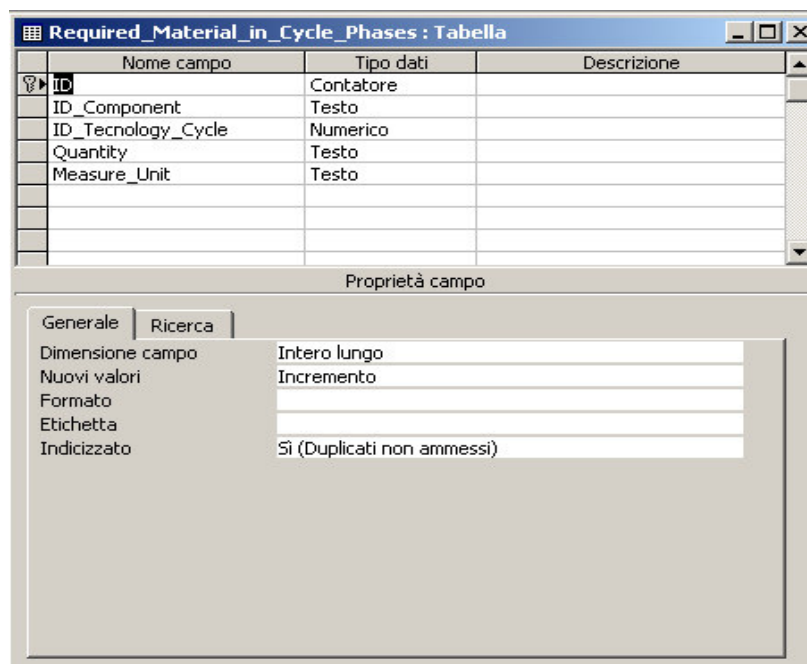 Required_Material_in_Cycle_Phases : Tabella
Nome campo Tipo dati Descrizione
ID Contatore
ID_Component Testo
ID_Tecnology_Cycle Numerico
Quantity Testo
Measure_Unit Testo
Proprietà campo
Generale Ricerca
Dimensione campo Intero lungo
Nuovi valori Incremento
Formato
Etichetta
Indicizzato Sì (Duplicati non ammessi)